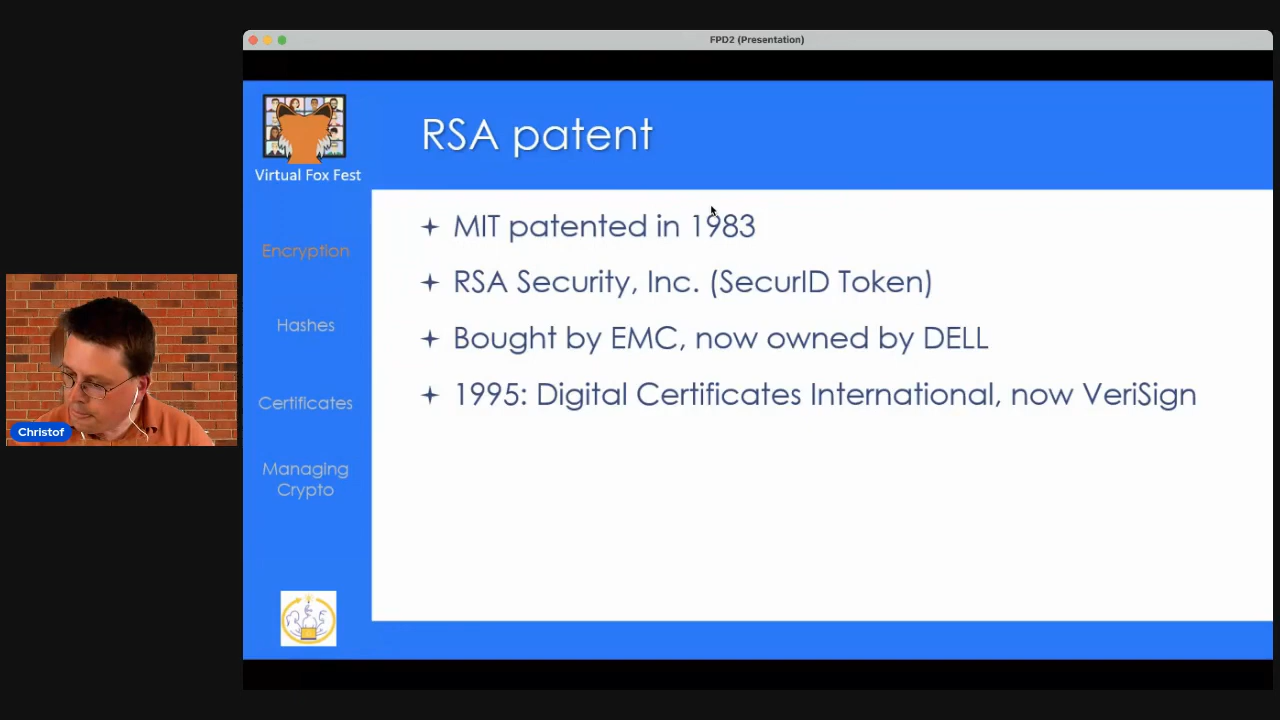 FPD2 (Presentation)
Virtual Fox Fest
RSA patent
Encryption
Hashes
Certificates
Managing
Crypto
MIT patented in 1983
RSA Security, Inc. (SecurID Token)
Bought by EMC, now owned by DELL
1995: Digital Certificates International, now VeriSign
Christof